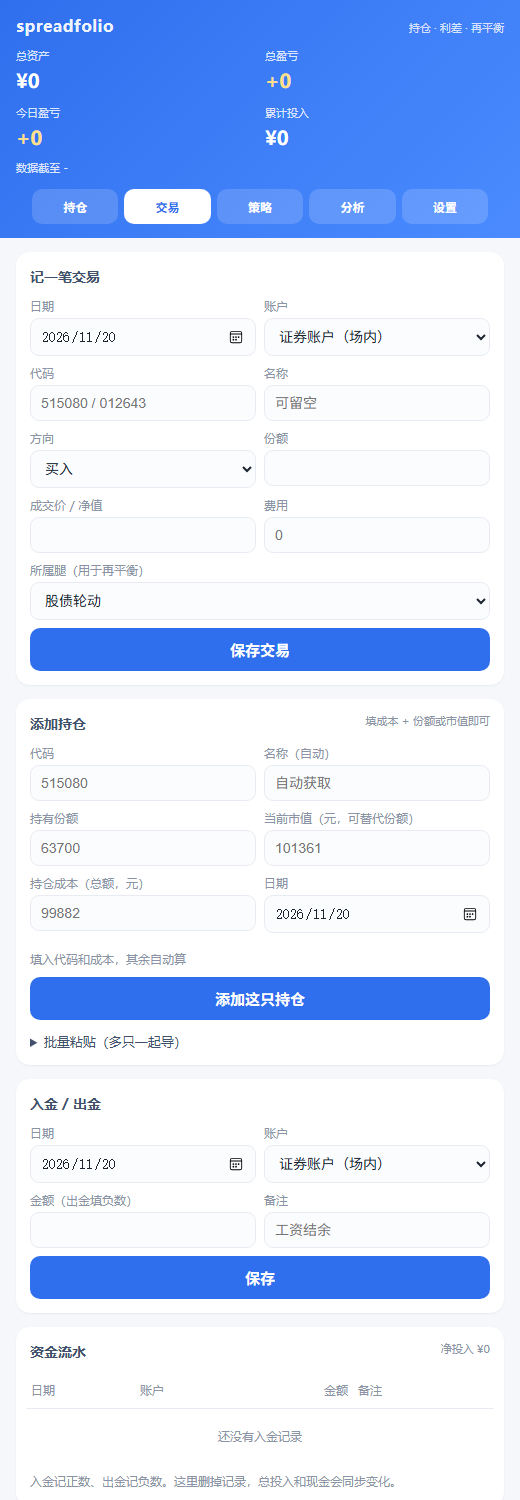 spreadfolio
持仓 · 利差 · 再平衡
总资产
总盈亏
¥0
+0
今日盈亏
累计投入
+0
¥0
数据截至 -
持仓 交易 策略 分析 设置
记一笔交易
日期
账户
2026/11/20
证券账户（场内）
代码
名称
515080 / 012643
可留空
方向
份额
买入
成交价 / 净值
费用
0
所属腿（用于再平衡）
股债轮动
保存交易
添加持仓
填成本 + 份额或市值即可
代码
名称（自动）
515080
自动获取
持有份额
当前市值（元，可替代份额）
63700
101361
持仓成本（总额，元）
日期
99882
2026/11/20
填入代码和成本，其余自动算
添加这只持仓
批量粘贴（多只一起导）
入金 / 出金
日期
账户
2026/11/20
证券账户（场内）
金额（出金填负数）
备注
工资结余
保存
资金流水
净投入 ¥0
日期 账户 金额 备注
还没有入金记录
入金记正数、出金记负数。这里删掉记录，总投入和现金会同步变化。